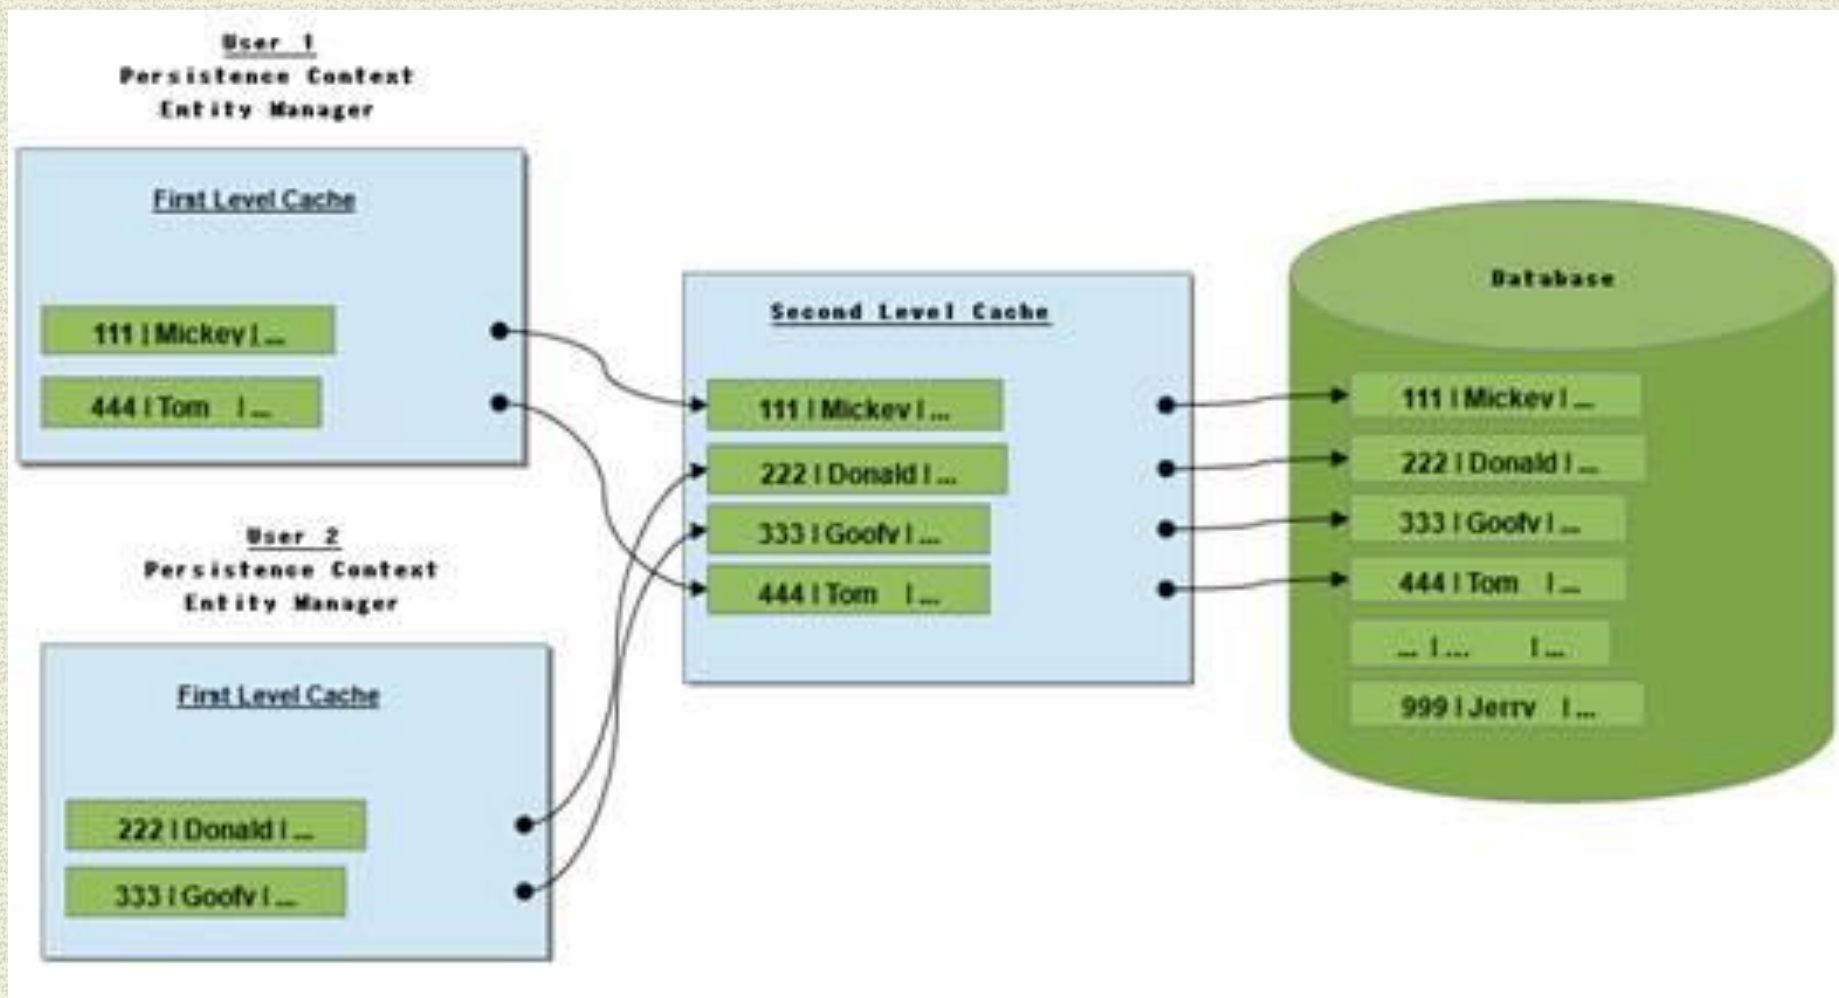 User 1
Persistence Context
Entity Manager
First Level Cache
111 | Mickey | ...
444 | Tom | ...
User 2
Persistence Context
Entity Manager
First Level Cache
222 | Donald | ...
333 | Goofy | ...
Second Level Cache
111 | Mickey | ...
222 | Donald | ...
333 | Goofy | ...
444 | Tom | ...
Database
111 | Mickey | ...
222 | Donald | ...
333 | Goofy | ...
444 | Tom | ...
... | ... | ...
999 | Jerry | ...